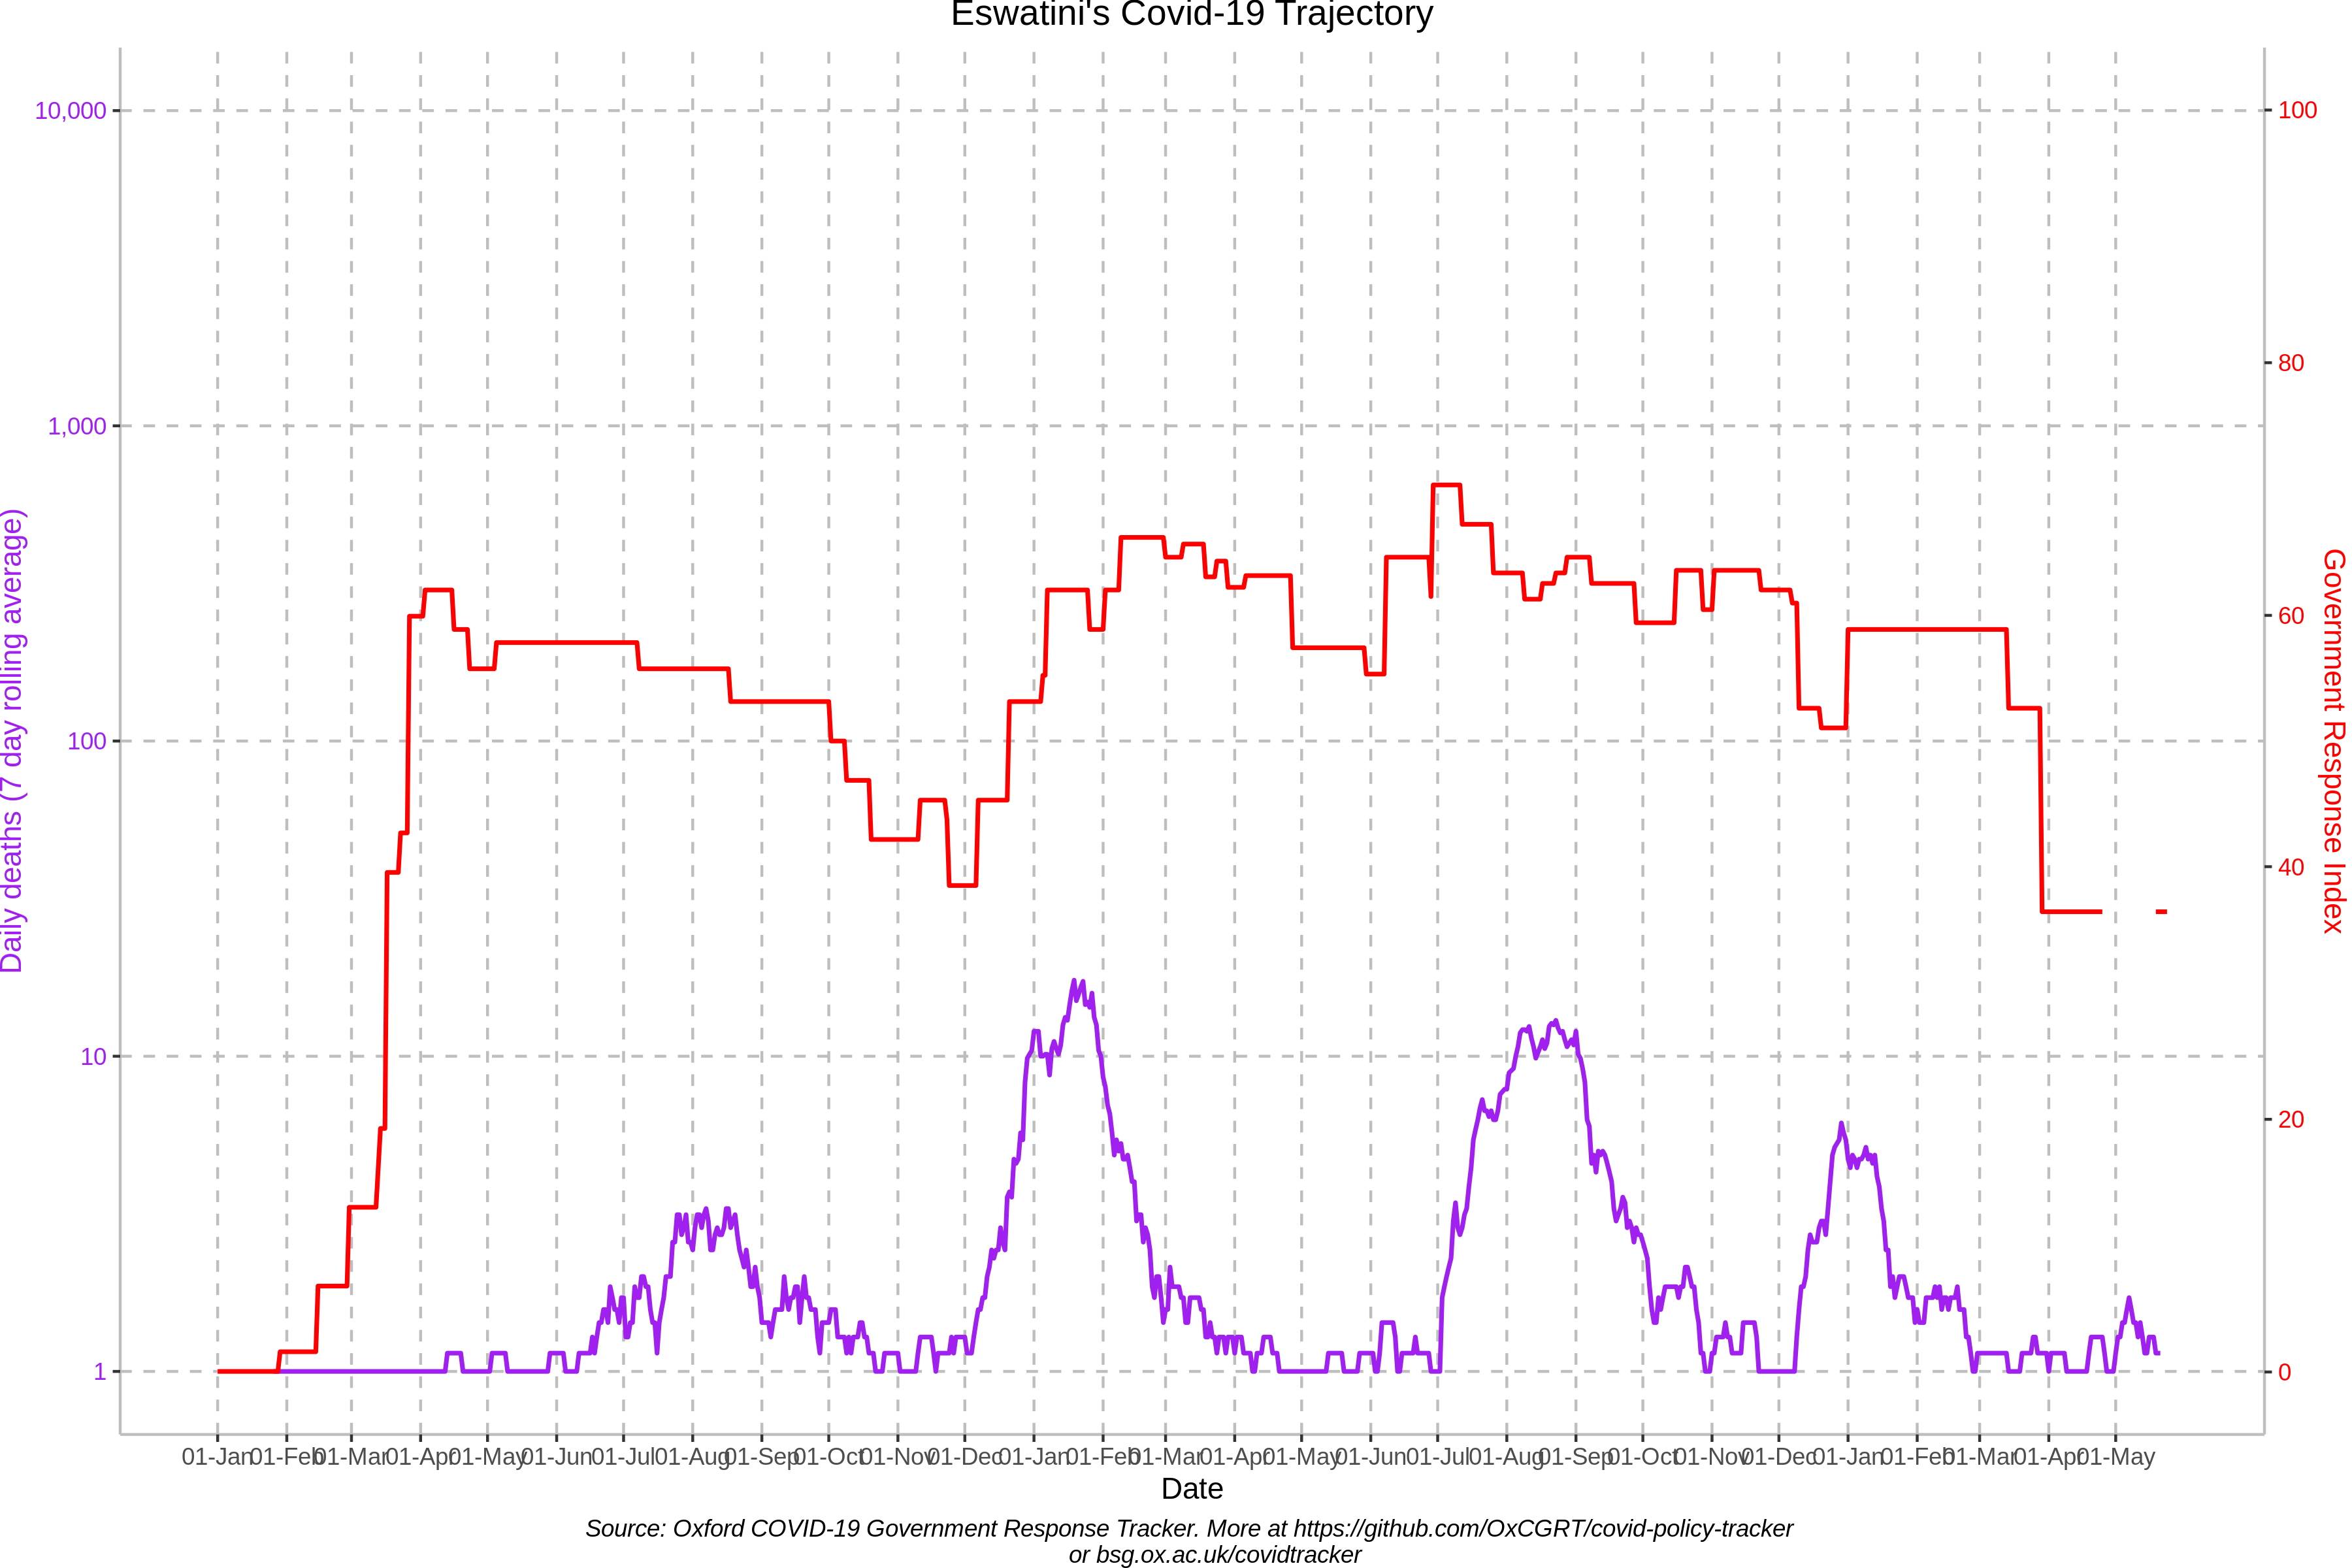 Eswatini's Covid-19 Trajectory
10,000
1,000
100
10
1
Daily deaths (7 day rolling average)
100
80
60
40
20
0
Government Response Index
01-Jan 01-Feb 01-Mar 01-Apr 01-May 01-Jun 01-Jul 01-Aug 01-Sep 01-Oct 01-Nov 01-Dec 01-Jan 01-Feb 01-Mar 01-Apr 01-May 01-Jun 01-Jul 01-Aug 01-Sep 01-Oct 01-Nov 01-Dec 01-Jan 01-Feb 01-Mar 01-Apr 01-May
Date
Source: Oxford COVID-19 Government Response Tracker. More at https://github.com/OxCGRT/covid-policy-tracker
or bsg.ox.ac.uk/covidtracker